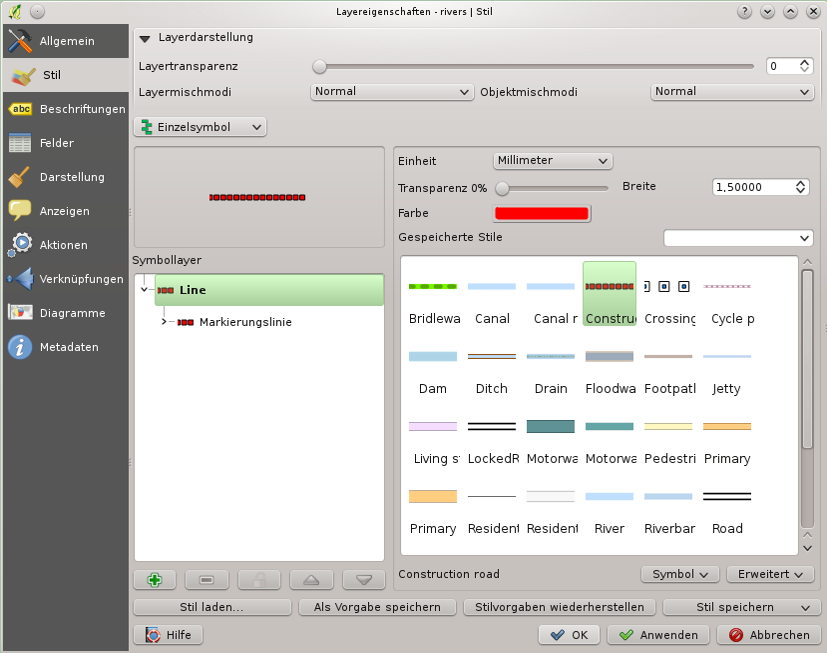 Layereigenschaften - rivers | Stil
Allgemein
Stil
abc Beschriftungen
Felder
Darstellung
Anzeigen
Aktionen
Verknüpfungen
Diagramme
Metadaten
Layerdarstellung
Layertransparenz 0
Layermischmodi Normal Objektmischmodi Normal
Einzelsymbol
Symbollayer
Line
Markierungslinie
Einheit Millimeter
Transparenz 0% Breite 1,50000
Farbe
Gespeicherte Stile
Bridlewa Canal Canal r Construc Crossing Cycle p
Dam Ditch Drain Floodwa Footpatl Jetty
Living st LockedR Motorwa Motorwa Pedestri Primary
Primary Resident Resident River Riverbar Road
Construction road Symbol Erweitert
Stil laden... Als Vorgabe speichern Stilvorgaben wiederherstellen Stil speichern
Hilfe OK Anwenden Abbrechen